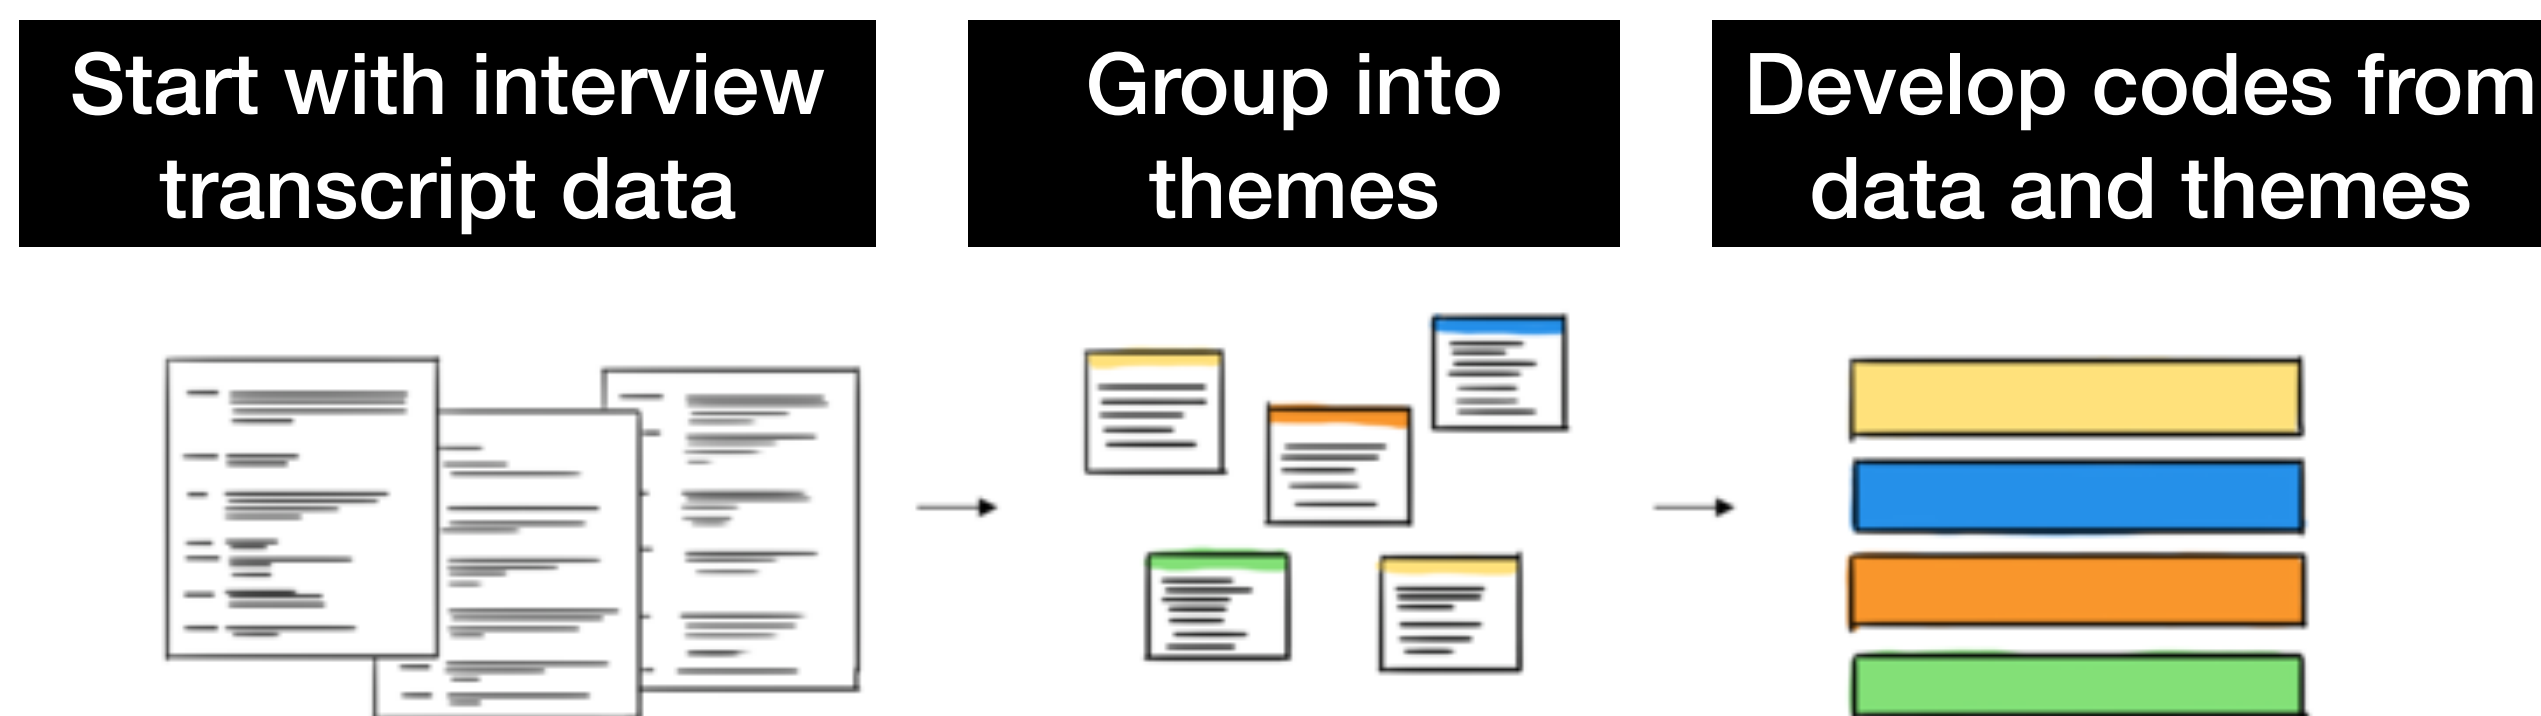 Start with interview
transcript data
Group into
themes
Develop codes from
data and themes